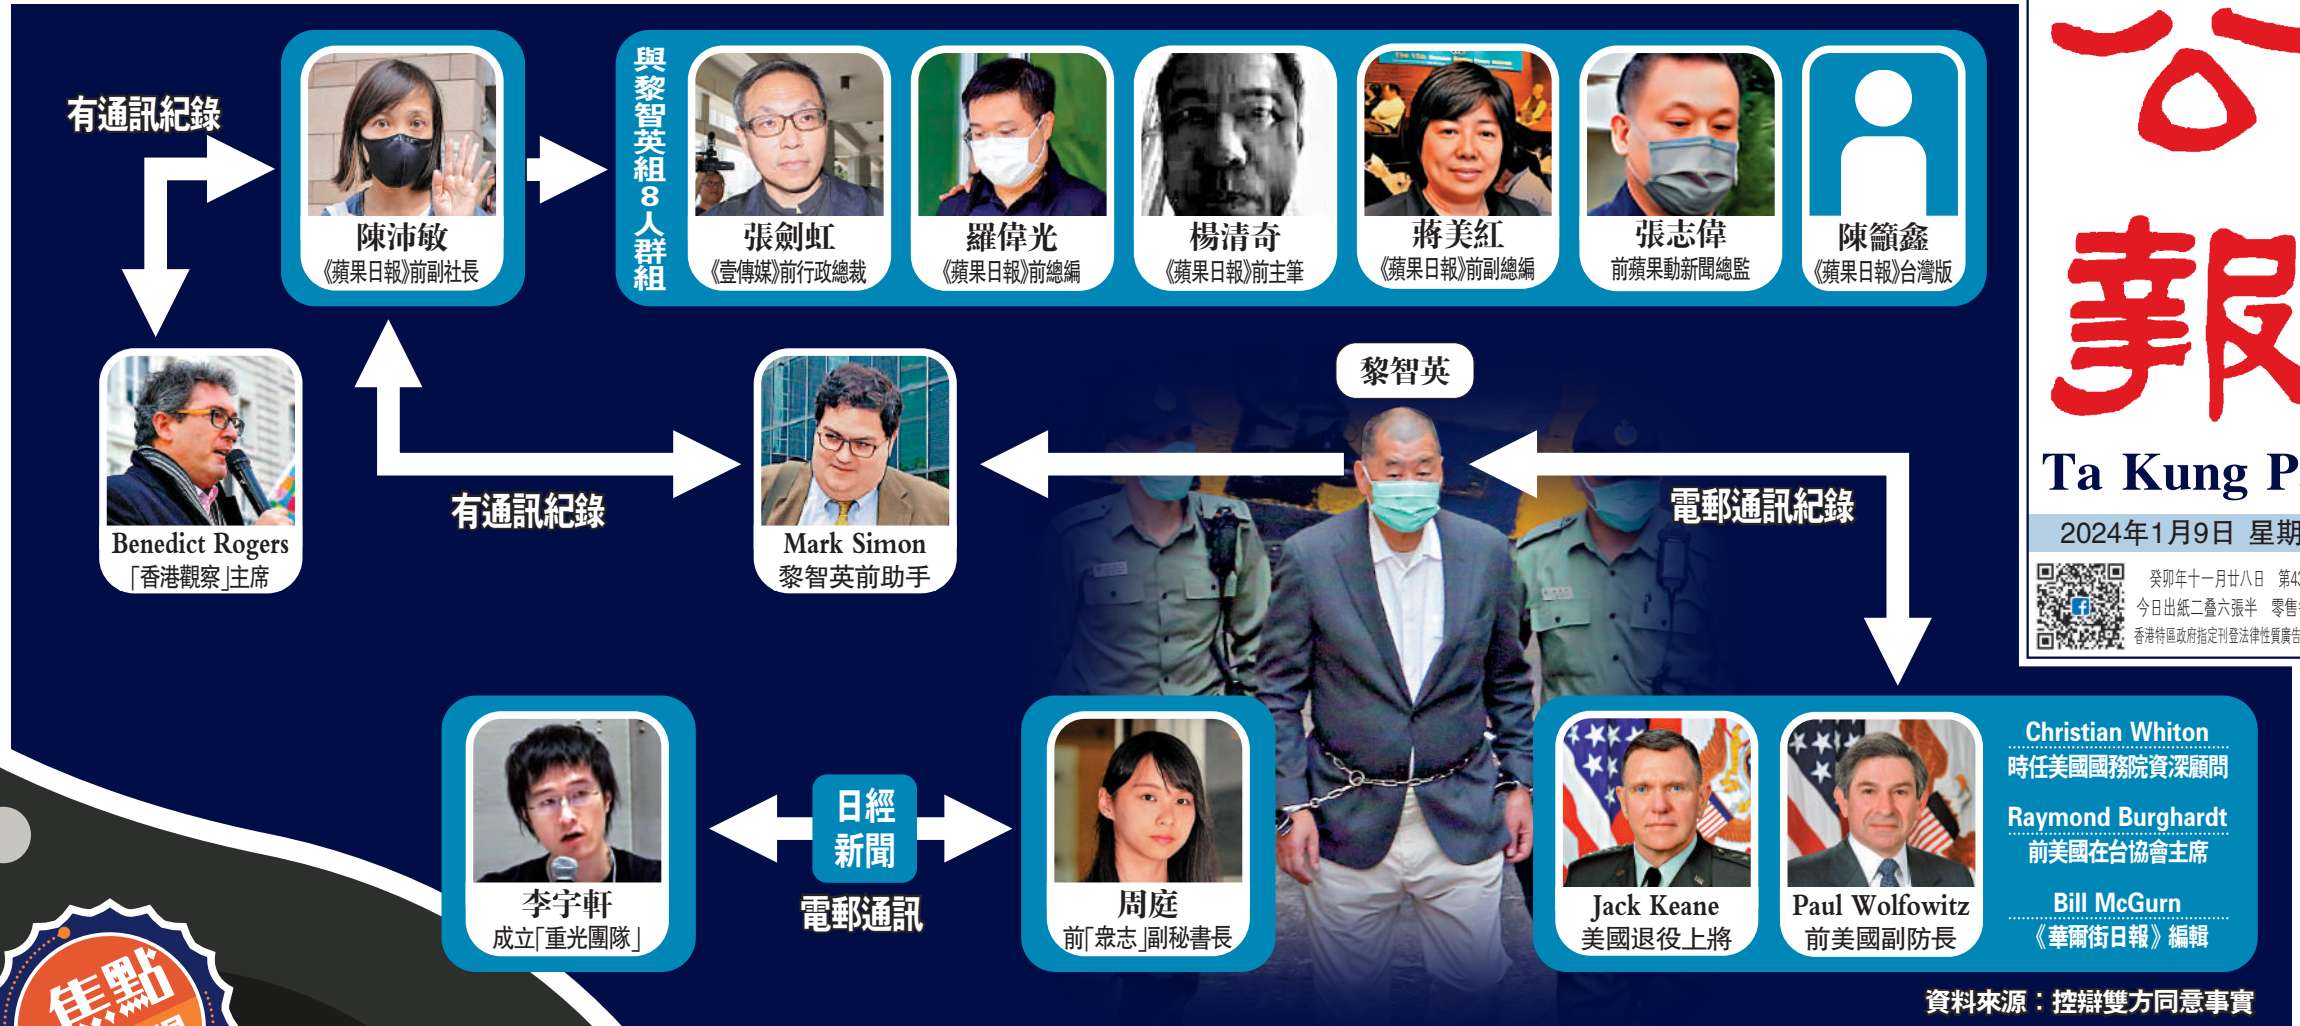 有通訊紀錄
陳沛敏
《蘋果日報》前副社長
與黎智英組8人群組
張劍虹
《壹傳媒》前行政總裁
羅偉光
《蘋果日報》前總編
楊清奇
《蘋果日報》前主筆
蔣美紅
《蘋果日報》前副總編
張志偉
前蘋果動新聞總監
陳籲鑫
《蘋果日報》台灣版
Benedict Rogers
「香港觀察」主席
有通訊紀錄
Mark Simon
黎智英前助手
黎智英
電郵通訊紀錄
李宇軒
成立「重光團隊」
日經
新聞
電郵通訊
周庭
前「眾志」副秘書長
Jack Keane
美國退役上將
Paul Wolfowitz
前美國副防長
Christian Whiton
時任美國國務院資深顧問
Raymond Burghardt
前美國在台協會主席
Bill McGurn
《華爾街日報》編輯
資料來源：控辯雙方同意事實
公
報
Ta Kung P
2024年1月9日 星期
癸卯年十一月廿八日 第43
今日出紙二疊六張半 零售
香港特區政府指定刊登法律性質廣告
焦點